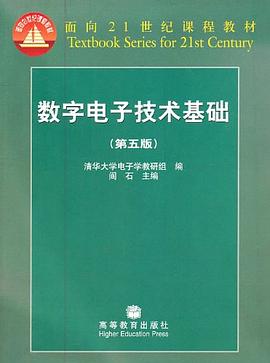 面向21世纪课程教材
Textbook Series for 21st Century
数字电子技术基础
(第五版)
清华大学电子学教研组 编
阎 石 主编
高等教育出版社
Higher Education Press